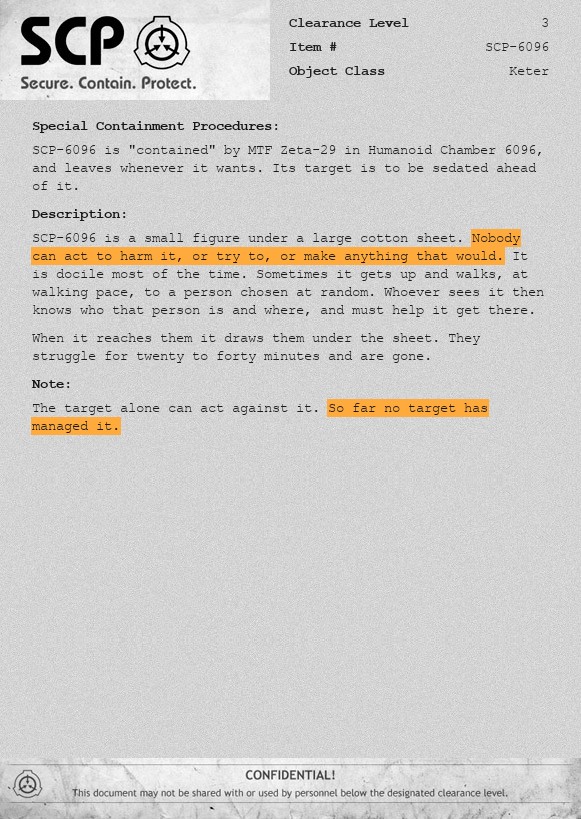 SCP
Secure. Contain. Protect.
Clearance Level 3
Item # SCP-6096
Object Class Keter
Special Containment Procedures:
SCP-6096 is "contained" by MTF Zeta-29 in Humanoid Chamber 6096,
and leaves whenever it wants. Its target is to be sedated ahead
of it.
Description:
SCP-6096 is a small figure under a large cotton sheet. Nobody
can act to harm it, or try to, or make anything that would. It
is docile most of the time. Sometimes it gets up and walks, at
walking pace, to a person chosen at random. Whoever sees it then
knows who that person is and where, and must help it get there.
When it reaches them it draws them under the sheet. They
struggle for twenty to forty minutes and are gone.
Note:
The target alone can act against it. So far no target has
managed it.
CONFIDENTIAL!
This document may not be shared with or used by personnel below the designated clearance level.